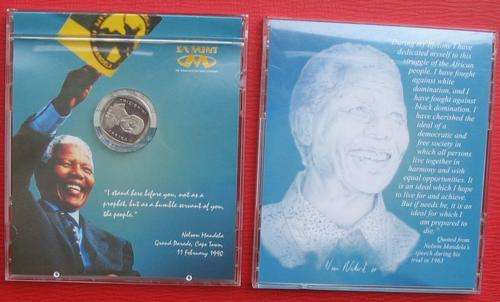 SA MINT
"I stand here before you, not as a
prophet, but as a humble servant of you,
the people."
Nelson Mandela
Grand Parade, Cape Town,
11 February 1990
During my lifetime I have
dedicated myself to this
struggle of the African
people. I have fought
against white
domination, and I
have fought against
black domination. I
have cherished the
ideal of a
democratic and
free society in
which all persons
live together in
harmony and with
equal opportunities. It
is an ideal which I hope
to live for and achieve.
But if needs be, it is an
ideal for which I
am prepared to
die.
Quoted from
Nelson Mandela's
speech during his
trial in 1963